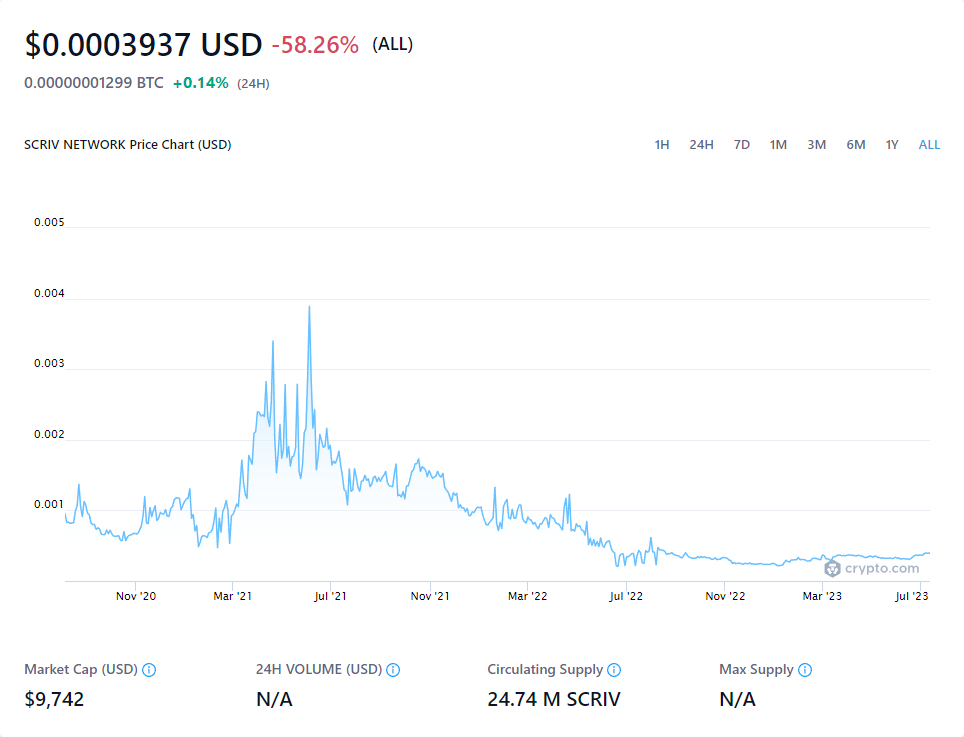 $0.0003937 USD -58.26% (ALL)
0.00000001299 BTC +0.14% (24H)
SCRIV NETWORK Price Chart (USD) 1H 24H 7D 1M 3M 6M 1Y ALL
0.005
0.004
0.003
0.002
0.001
crypto.com
Nov '20 Mar '21 Jul '21 Nov '21 Mar '22 Jul '22 Nov '22 Mar '23 Jul '23
Market Cap (USD) 24H VOLUME (USD) Circulating Supply Max Supply
$9,742 N/A 24.74 M SCRIV N/A